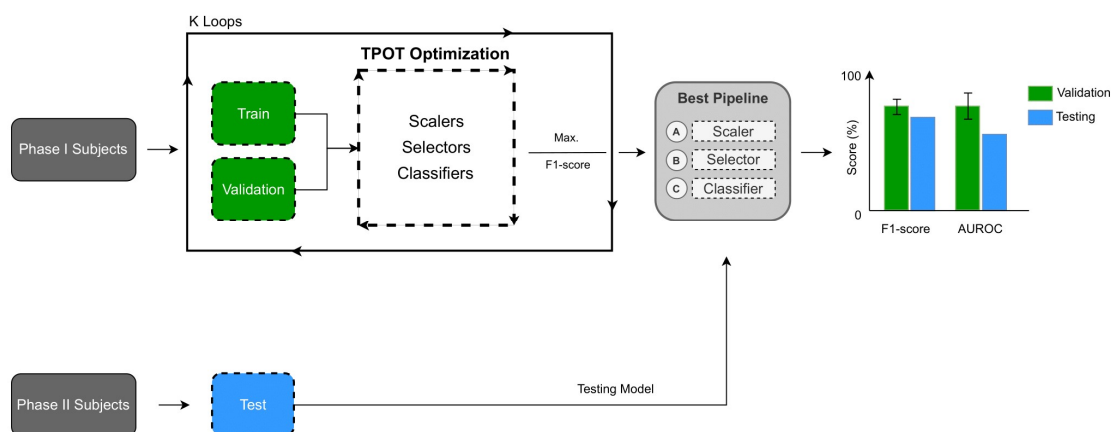 K Loops
TPOT Optimization
Phase I Subjects
Train
Validation
Scalers
Selectors
Classifiers
Max.
F1-score
Best Pipeline
A Scaler
B Selector
C Classifier
100
Score (%)
0
F1-score AUROC
Validation
Testing
Phase II Subjects
Test
Testing Model